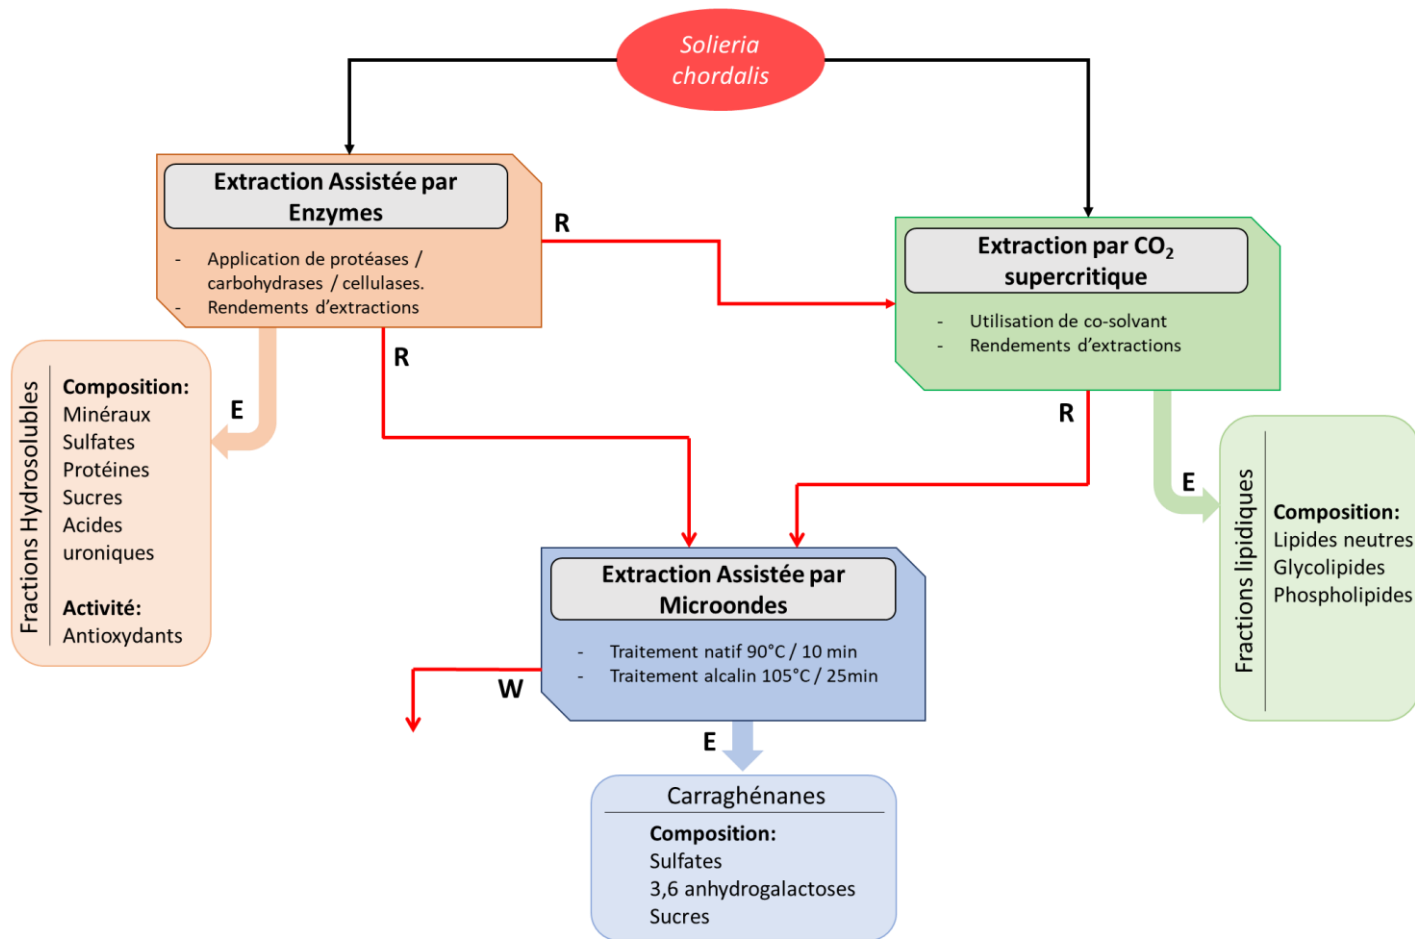 Solieria
chordalis
Extraction Assistée par
Enzymes
- Application de protéases /
carbohydrases / cellulases.
- Rendements d’extractions
R
Extraction par CO₂
supercritique
- Utilisation de co-solvant
- Rendements d’extractions
R
R
E
Fractions Hydrosolubles
Composition:
Minéraux
Sulfates
Protéines
Sucres
Acides
uroniques
Activité:
Antioxydants
E
Fractions lipidiques
Composition:
Lipides neutres
Glycolipides
Phospholipides
Extraction Assistée par
Microondes
- Traitement natif 90°C / 10 min
- Traitement alcalin 105°C / 25min
W
E
Carraghénanes
Composition:
Sulfates
3,6 anhydrogalactoses
Sucres